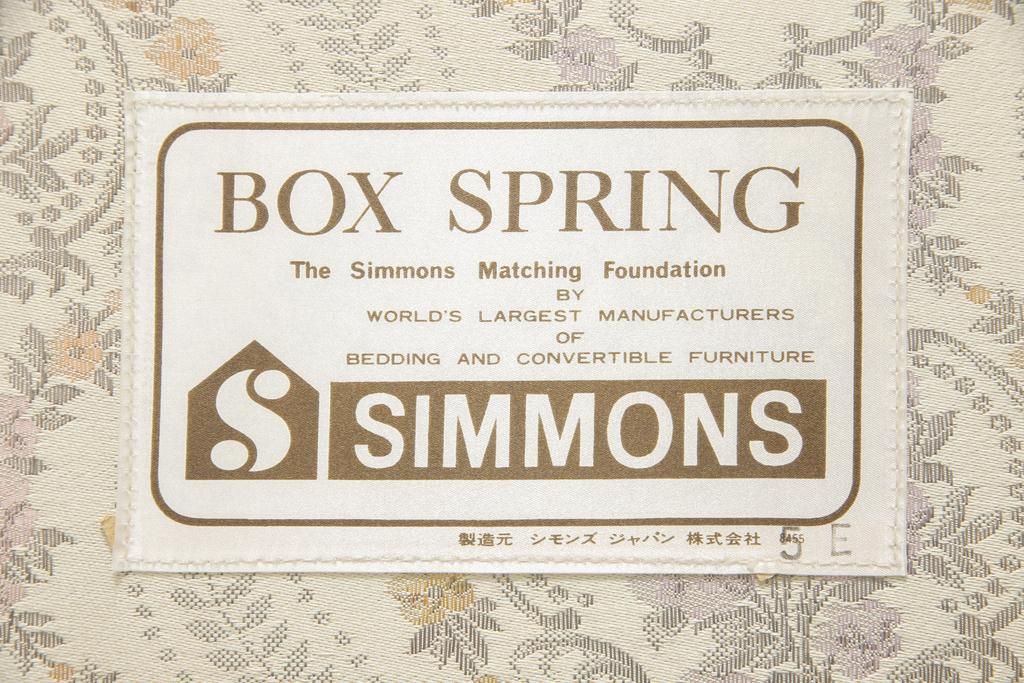 BOX SPRING
The Simmons Matching Foundation
BY
WORLD'S LARGEST MANUFACTURERS
OF
BEDDING AND CONVERTIBLE FURNITURE
S SIMMONS
製造元 シモンズ ジャパン 株式会社 8455
5 E